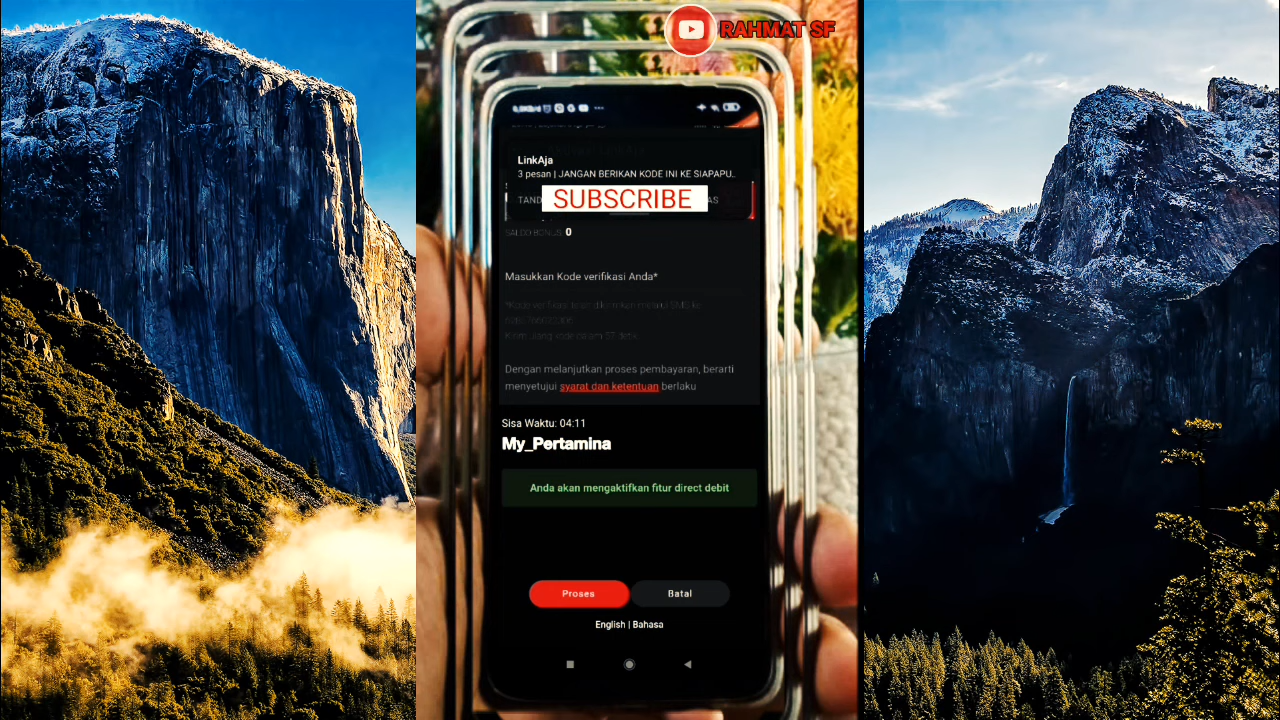 RAHMAT SF
LinkAja
3 pesan | JANGAN BERIKAN KODE INI KE SIAPAPU..
SUBSCRIBE
SALDO BONUS: 0
Masukkan Kode verifikasi Anda*
Dengan melanjutkan proses pembayaran, berarti
menyetujui syarat dan ketentuan berlaku
Sisa Waktu: 04:11
My_Pertamina
Anda akan mengaktifkan fitur direct debit
Proses
Batal
English | Bahasa